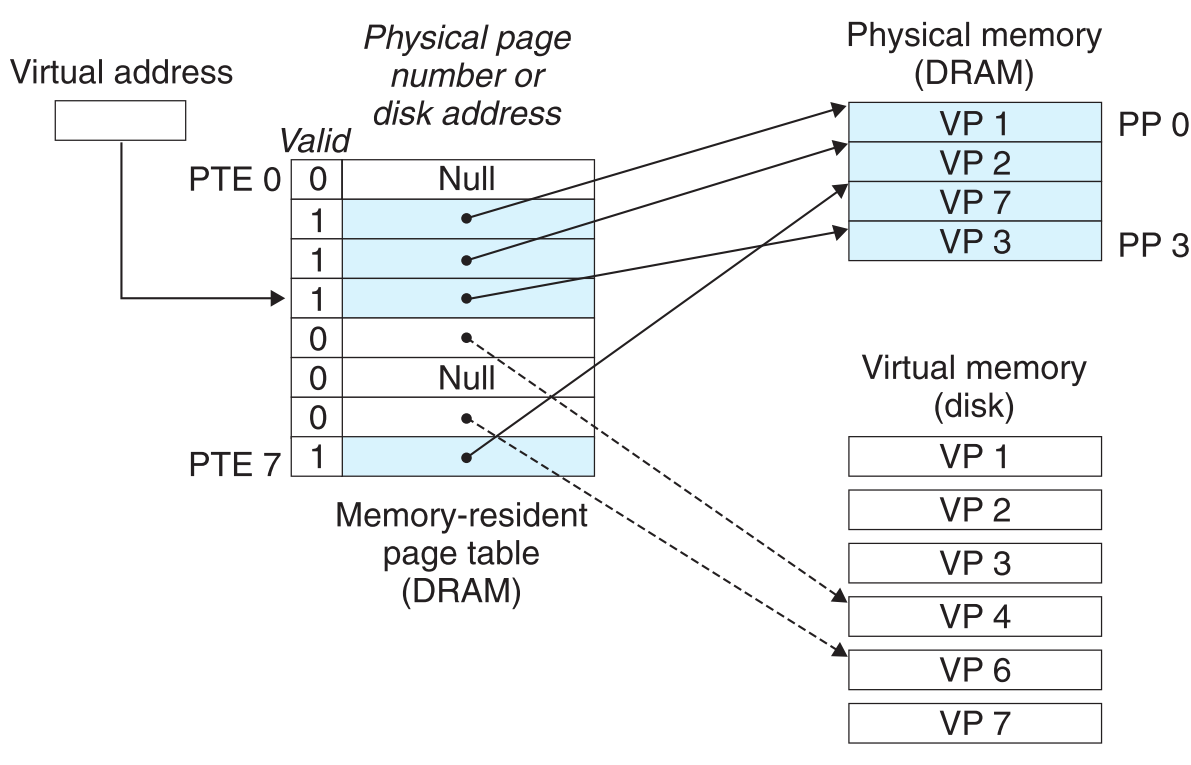 Virtual address
Physical page
number or
disk address
Valid
PTE 0
0
Null
1
1
1
0
0
Null
0
PTE 7
1
Memory-resident
page table
(DRAM)
Physical memory
(DRAM)
VP 1
PP 0
VP 2
VP 7
VP 3
PP 3
Virtual memory
(disk)
VP 1
VP 2
VP 3
VP 4
VP 6
VP 7